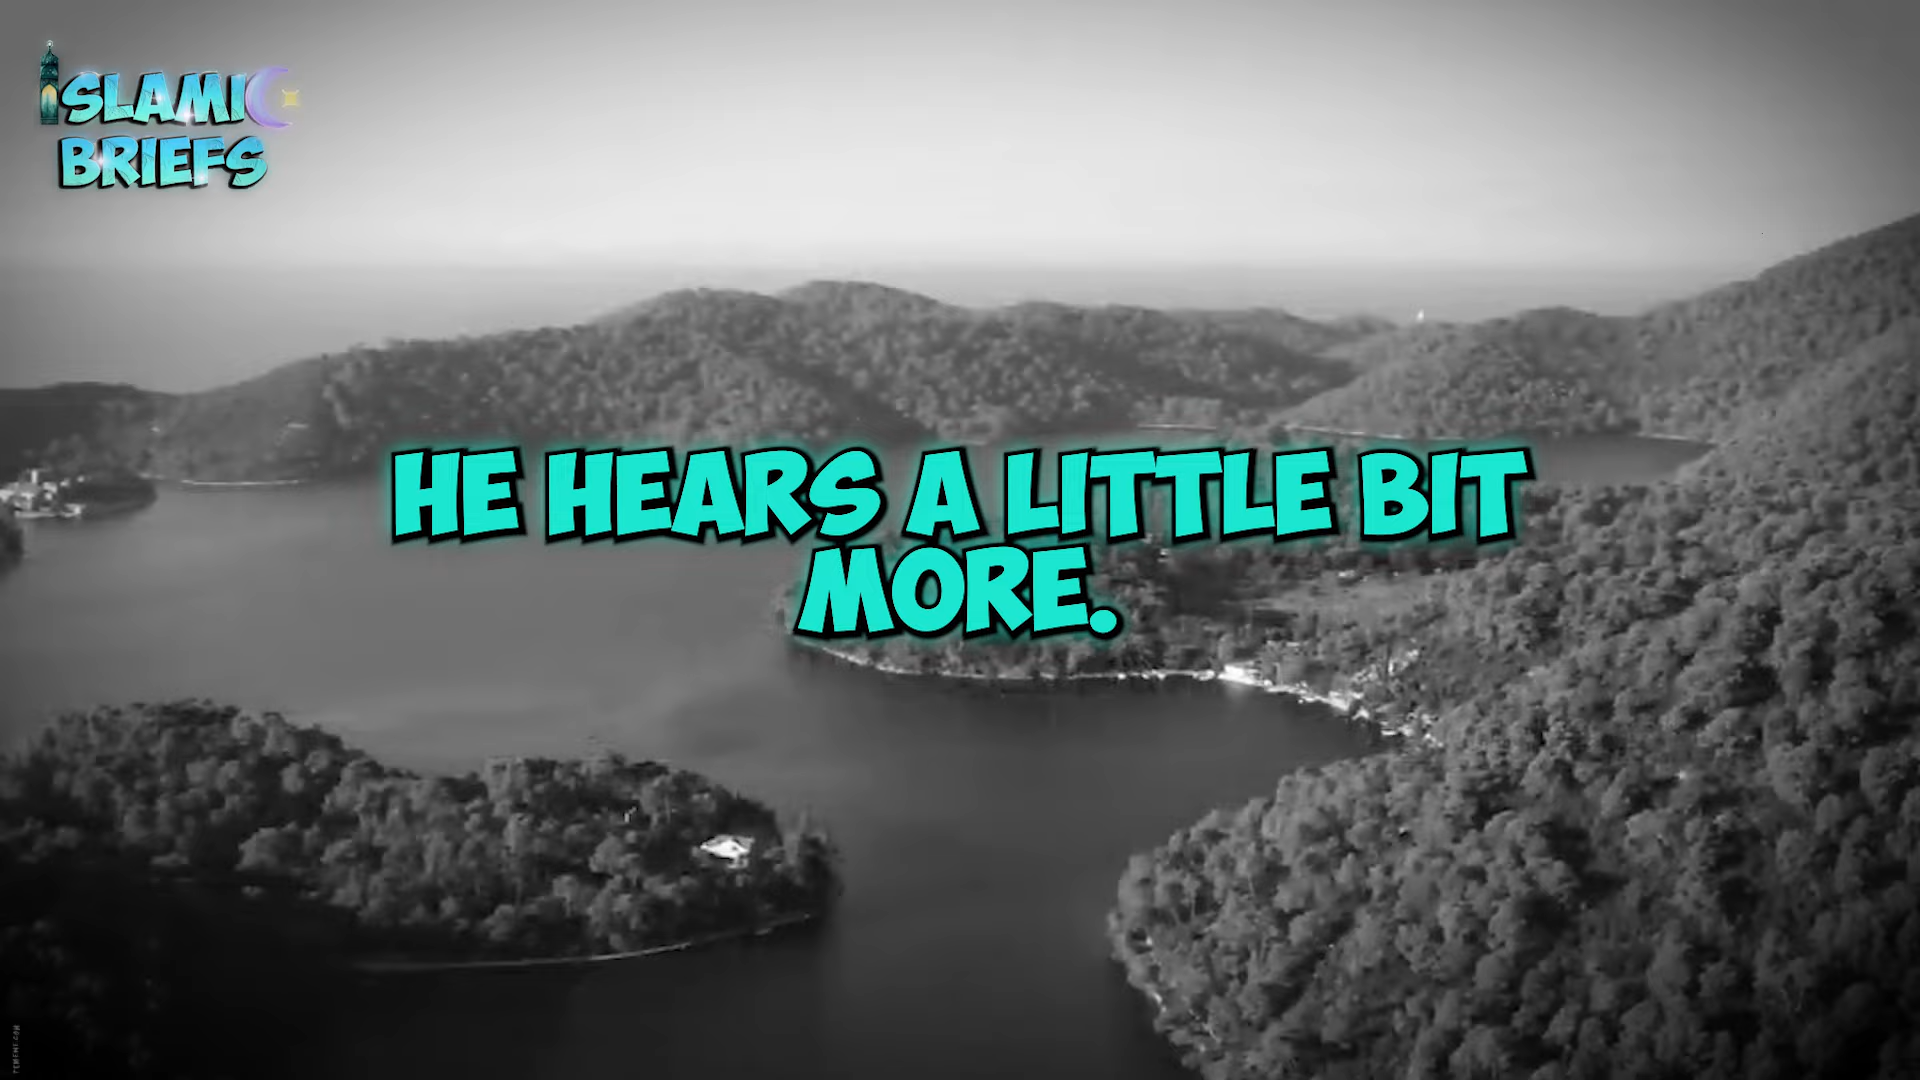 ISLAMIC
BRIEFS
HE HEARS A LITTLE BIT
MORE.